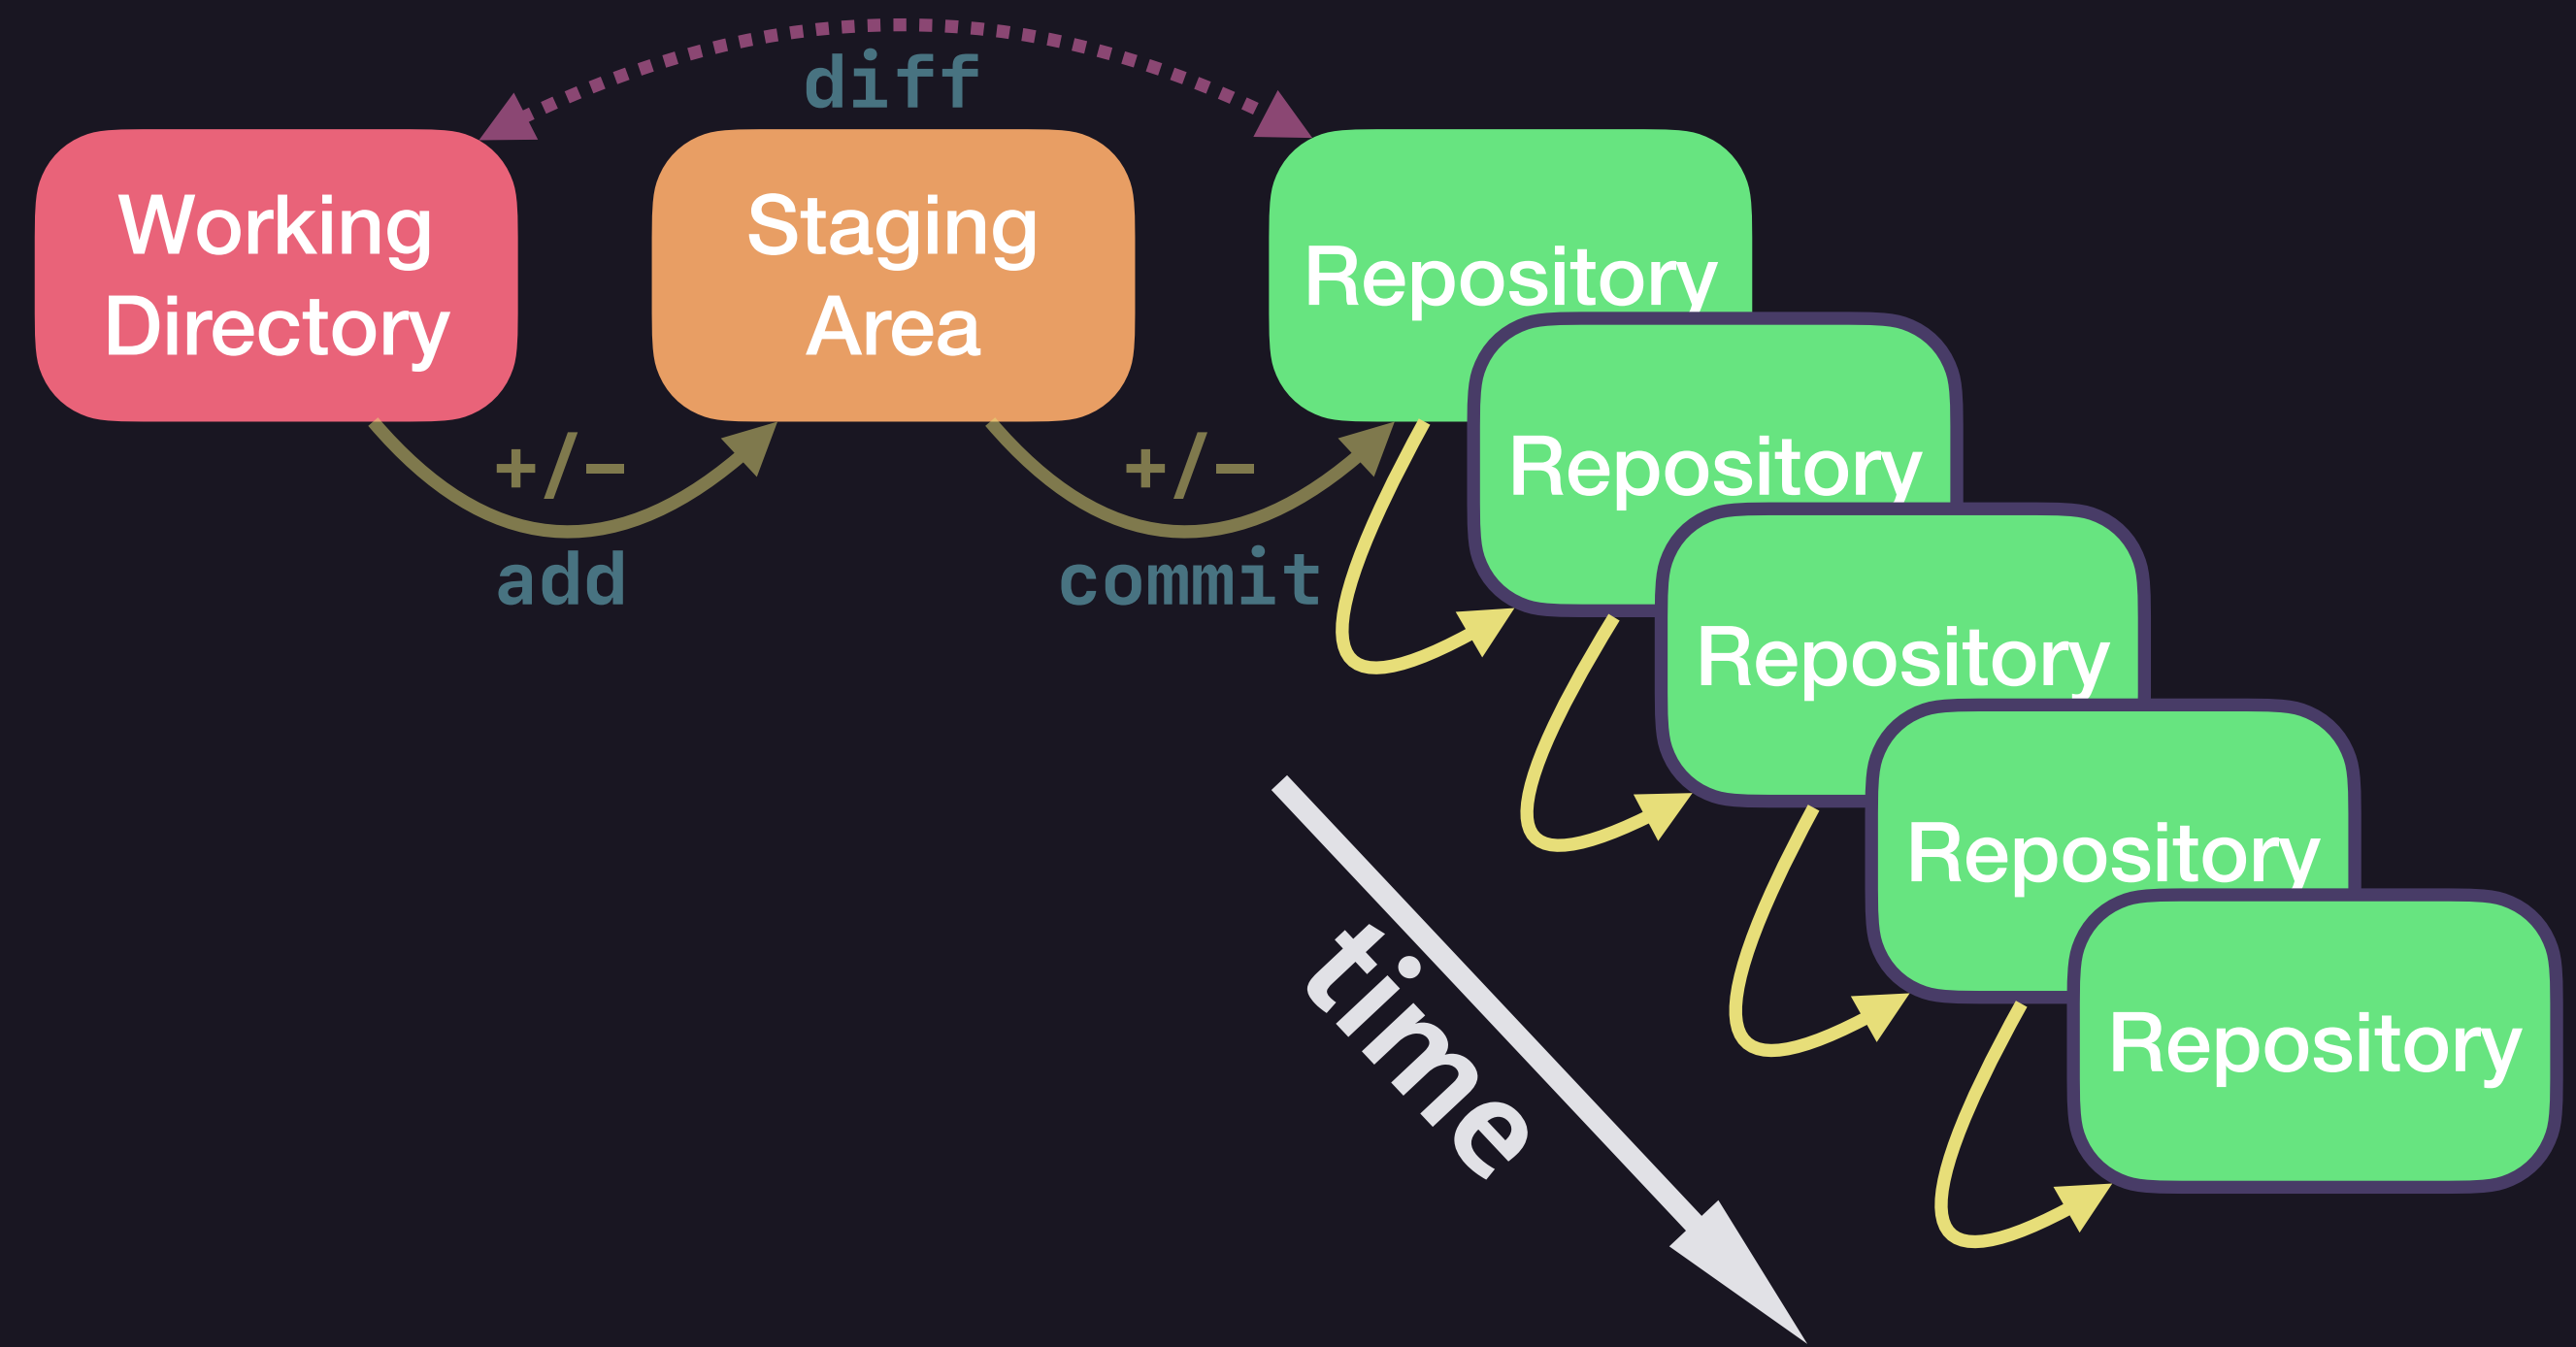 diff
Working
Directory
Staging
Area
Repository
+/-
+/-
add
commit
Repository
Repository
Repository
Repository
time